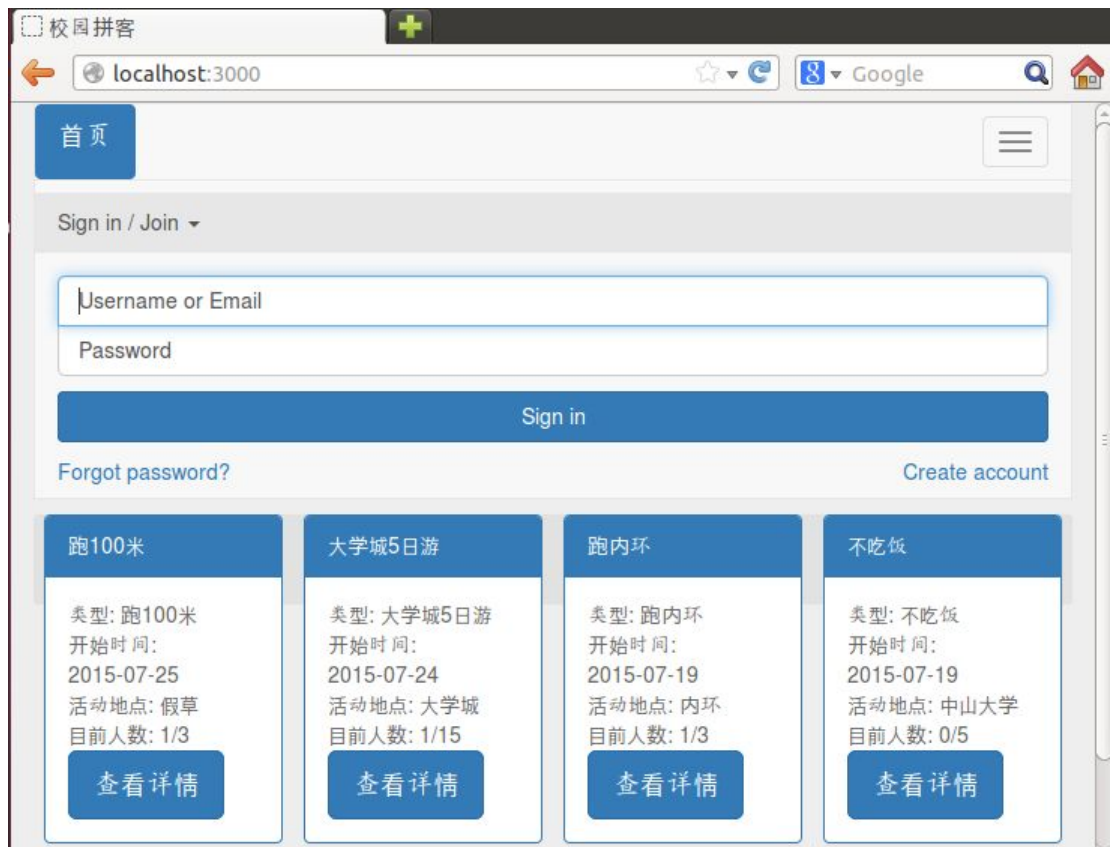 校园拼客
localhost:3000
Google
首页
Sign in / Join
Username or Email
Password
Sign in
Forgot password? Create account
跑100米
类型: 跑100米
开始时间:
2015-07-25
活动地点: 假草
目前人数: 1/3
查看详情
大学城5日游
类型: 大学城5日游
开始时间:
2015-07-24
活动地点: 大学城
目前人数: 1/15
查看详情
跑内环
类型: 跑内环
开始时间:
2015-07-19
活动地点: 内环
目前人数: 1/3
查看详情
不吃饭
类型: 不吃饭
开始时间:
2015-07-19
活动地点: 中山大学
目前人数: 0/5
查看详情